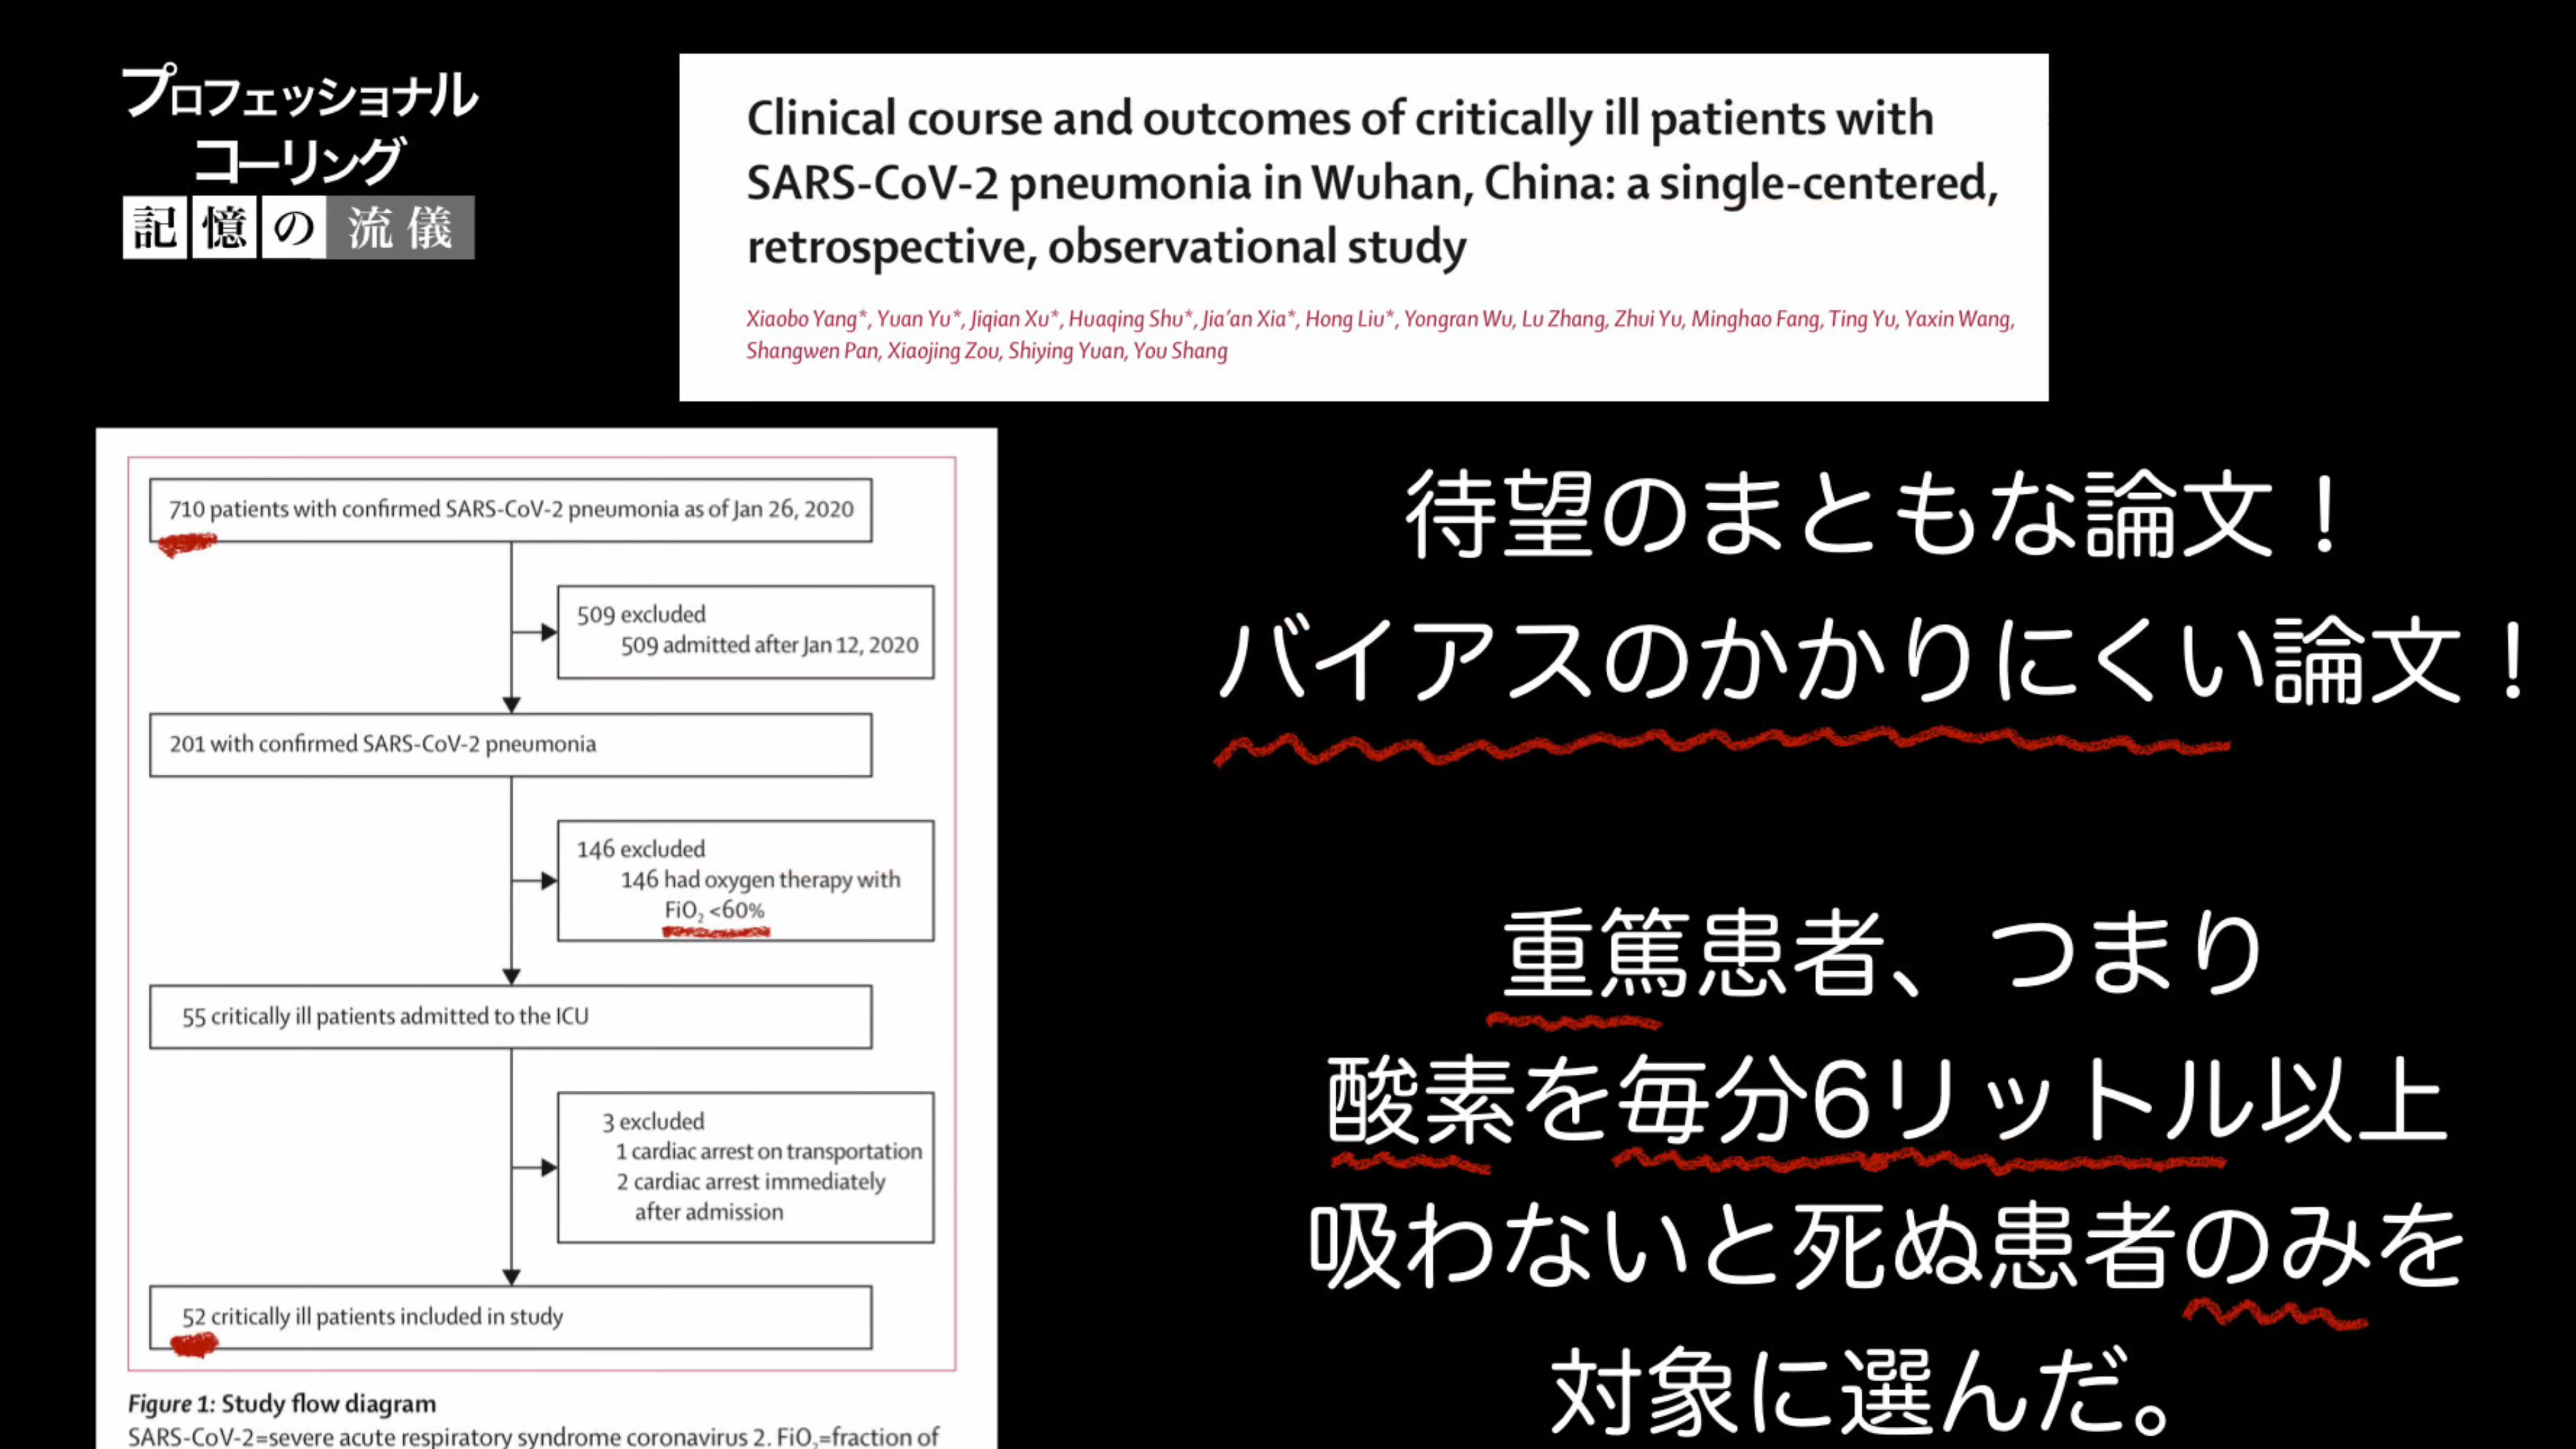 プロフェッショナル
コーリング
記憶の流儀
Clinical course and outcomes of critically ill patients with
SARS-CoV-2 pneumonia in Wuhan, China: a single-centered,
retrospective, observational study
Xiaobo Yang*, Yuan Yu*, Jiqian Xu*, Huaqing Shu*, Jia'an Xia*, Hong Liu*, Yongran Wu, Lu Zhang, Zhui Yu, Minghao Fang, Ting Yu, Yaxin Wang,
Shangwen Pan, Xiaojing Zou, Shiying Yuan, You Shang
710 patients with confirmed SARS-CoV-2 pneumonia as of Jan 26, 2020
509 excluded
509 admitted after Jan 12, 2020
201 with confirmed SARS-CoV-2 pneumonia
146 excluded
146 had oxygen therapy with
FiO₂ <60%
55 critically ill patients admitted to the ICU
3 excluded
1 cardiac arrest on transportation
2 cardiac arrest immediately
after admission
52 critically ill patients included in study
Figure 1: Study flow diagram
SARS-CoV-2=severe acute respiratory syndrome coronavirus 2. FiO₂=fraction of
待望のまともな論文！
バイアスのかかりにくい論文！
重篤患者、つまり
酸素を毎分6リットル以上
吸わないと死ぬ患者のみを
対象に選んだ。